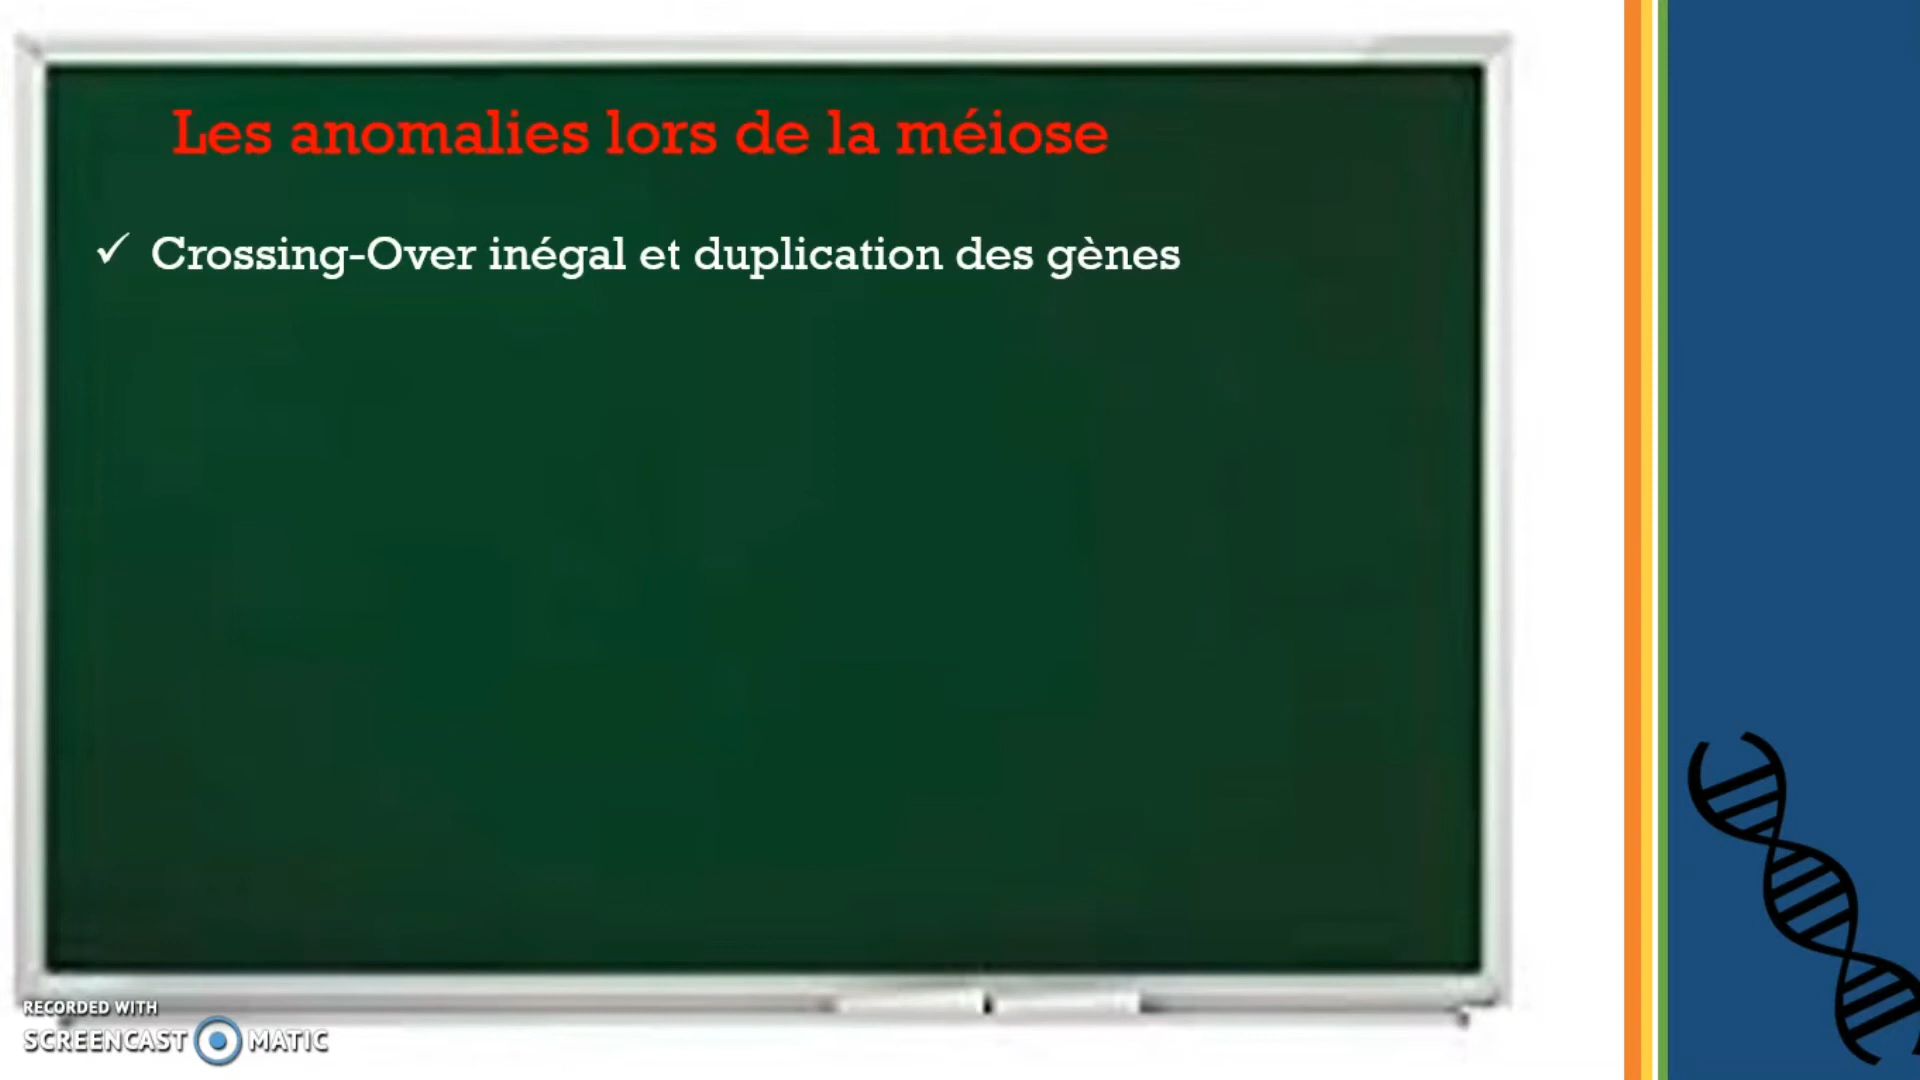 Les anomalies lors de la méiose
✓ Crossing-Over inégal et duplication des gènes
RECORDED WITH
SCREENCAST MATIC